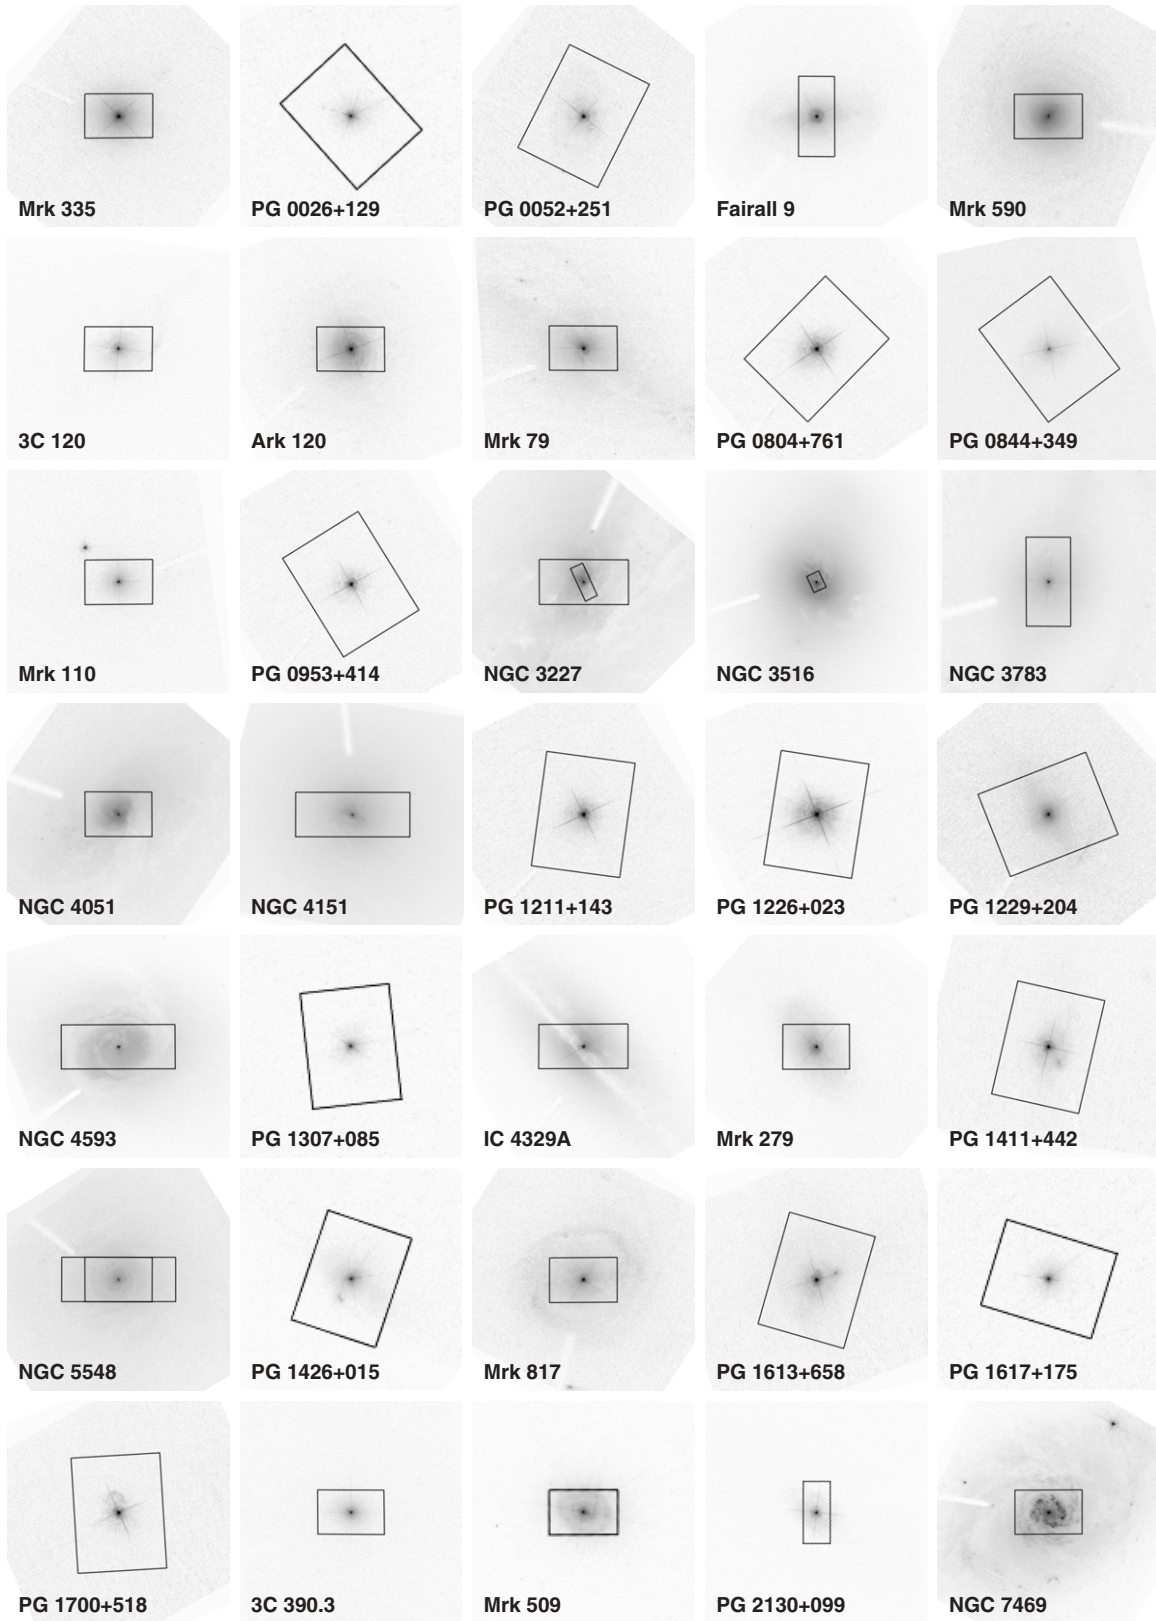 Mrk 335
PG 0026+129
PG 0052+251
Fairall 9
Mrk 590
3C 120
Ark 120
Mrk 79
PG 0804+761
PG 0844+349
Mrk 110
PG 0953+414
NGC 3227
NGC 3516
NGC 3783
NGC 4051
NGC 4151
PG 1211+143
PG 1226+023
PG 1229+204
NGC 4593
PG 1307+085
IC 4329A
Mrk 279
PG 1411+442
NGC 5548
PG 1426+015
Mrk 817
PG 1613+658
PG 1617+175
PG 1700+518
3C 390.3
Mrk 509
PG 2130+099
NGC 7469